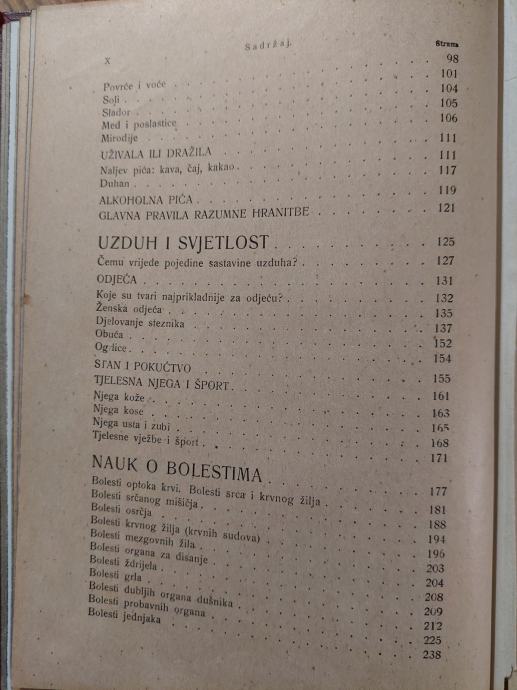 X Sadržaj.
Strana
Povrće i voće 98
Soli 101
Slador 104
Med i poslastice 105
Mirodije 106
UŽIVALA ILI DRAŽILA 111
Naljev pića: kava, čaj, kakao 111
Duhan 117
ALKOHOLNA PIĆA 119
GLAVNA PRAVILA RAZUMNE HRANITBE 121
UZDUH I SVJETLOST 125
Čemu vrijede pojedine sastavine uzduha? 127
ODJEĆA 131
Koje su tvari najprikladnije za odjeću? 132
Ženska odjeća 135
Djelovanje steznika 137
Obuća 152
Ogrlice 154
STAN I POKUĆTVO 155
TJELESNA NJEGA I ŠPORT 161
Njega kože 163
Njega kose 165
Njega usta i zubi 168
Tjelesne vježbe i šport 171
NAUK O BOLESTIMA 177
Bolesti optoka krvi. Bolesti srca i krvnog žilja 181
Bolesti srčanog mišičja 188
Bolesti osrčja 194
Bolesti krvnog žilja (krvnih sudova) 196
Bolesti mezgovnih žila 203
Bolesti organa za disanje 204
Bolesti ždrijela 208
Bolesti grla 209
Bolesti dubljih organa dušnika 212
Bolesti probavnih organa 225
Bolesti jednjaka 238